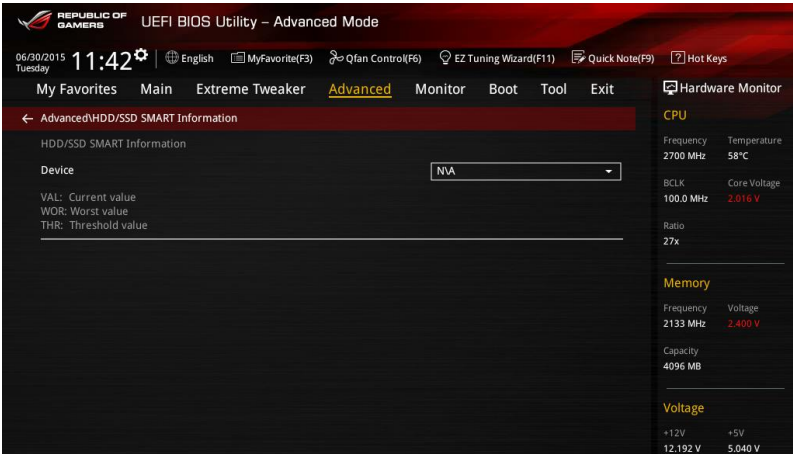 REPUBLIC OF
GAMERS
UEFI BIOS Utility – Advanced Mode
06/30/2015
Tuesday
11:42
English
MyFavorite(F3)
Qfan Control(F6)
EZ Tuning Wizard(F11)
Quick Note(F9)
? Hot Keys
My Favorites Main Extreme Tweaker Advanced Monitor Boot Tool Exit
← Advanced\HDD/SSD SMART Information
HDD/SSD SMART Information
Device N\A
VAL: Current value
WOR: Worst value
THR: Threshold value
Hardware Monitor
CPU
Frequency Temperature
2700 MHz 58°C
BCLK Core Voltage
100.0 MHz 2.016 V
Ratio
27x
Memory
Frequency Voltage
2133 MHz 2.400 V
Capacity
4096 MB
Voltage
+12V +5V
12.192 V 5.040 V